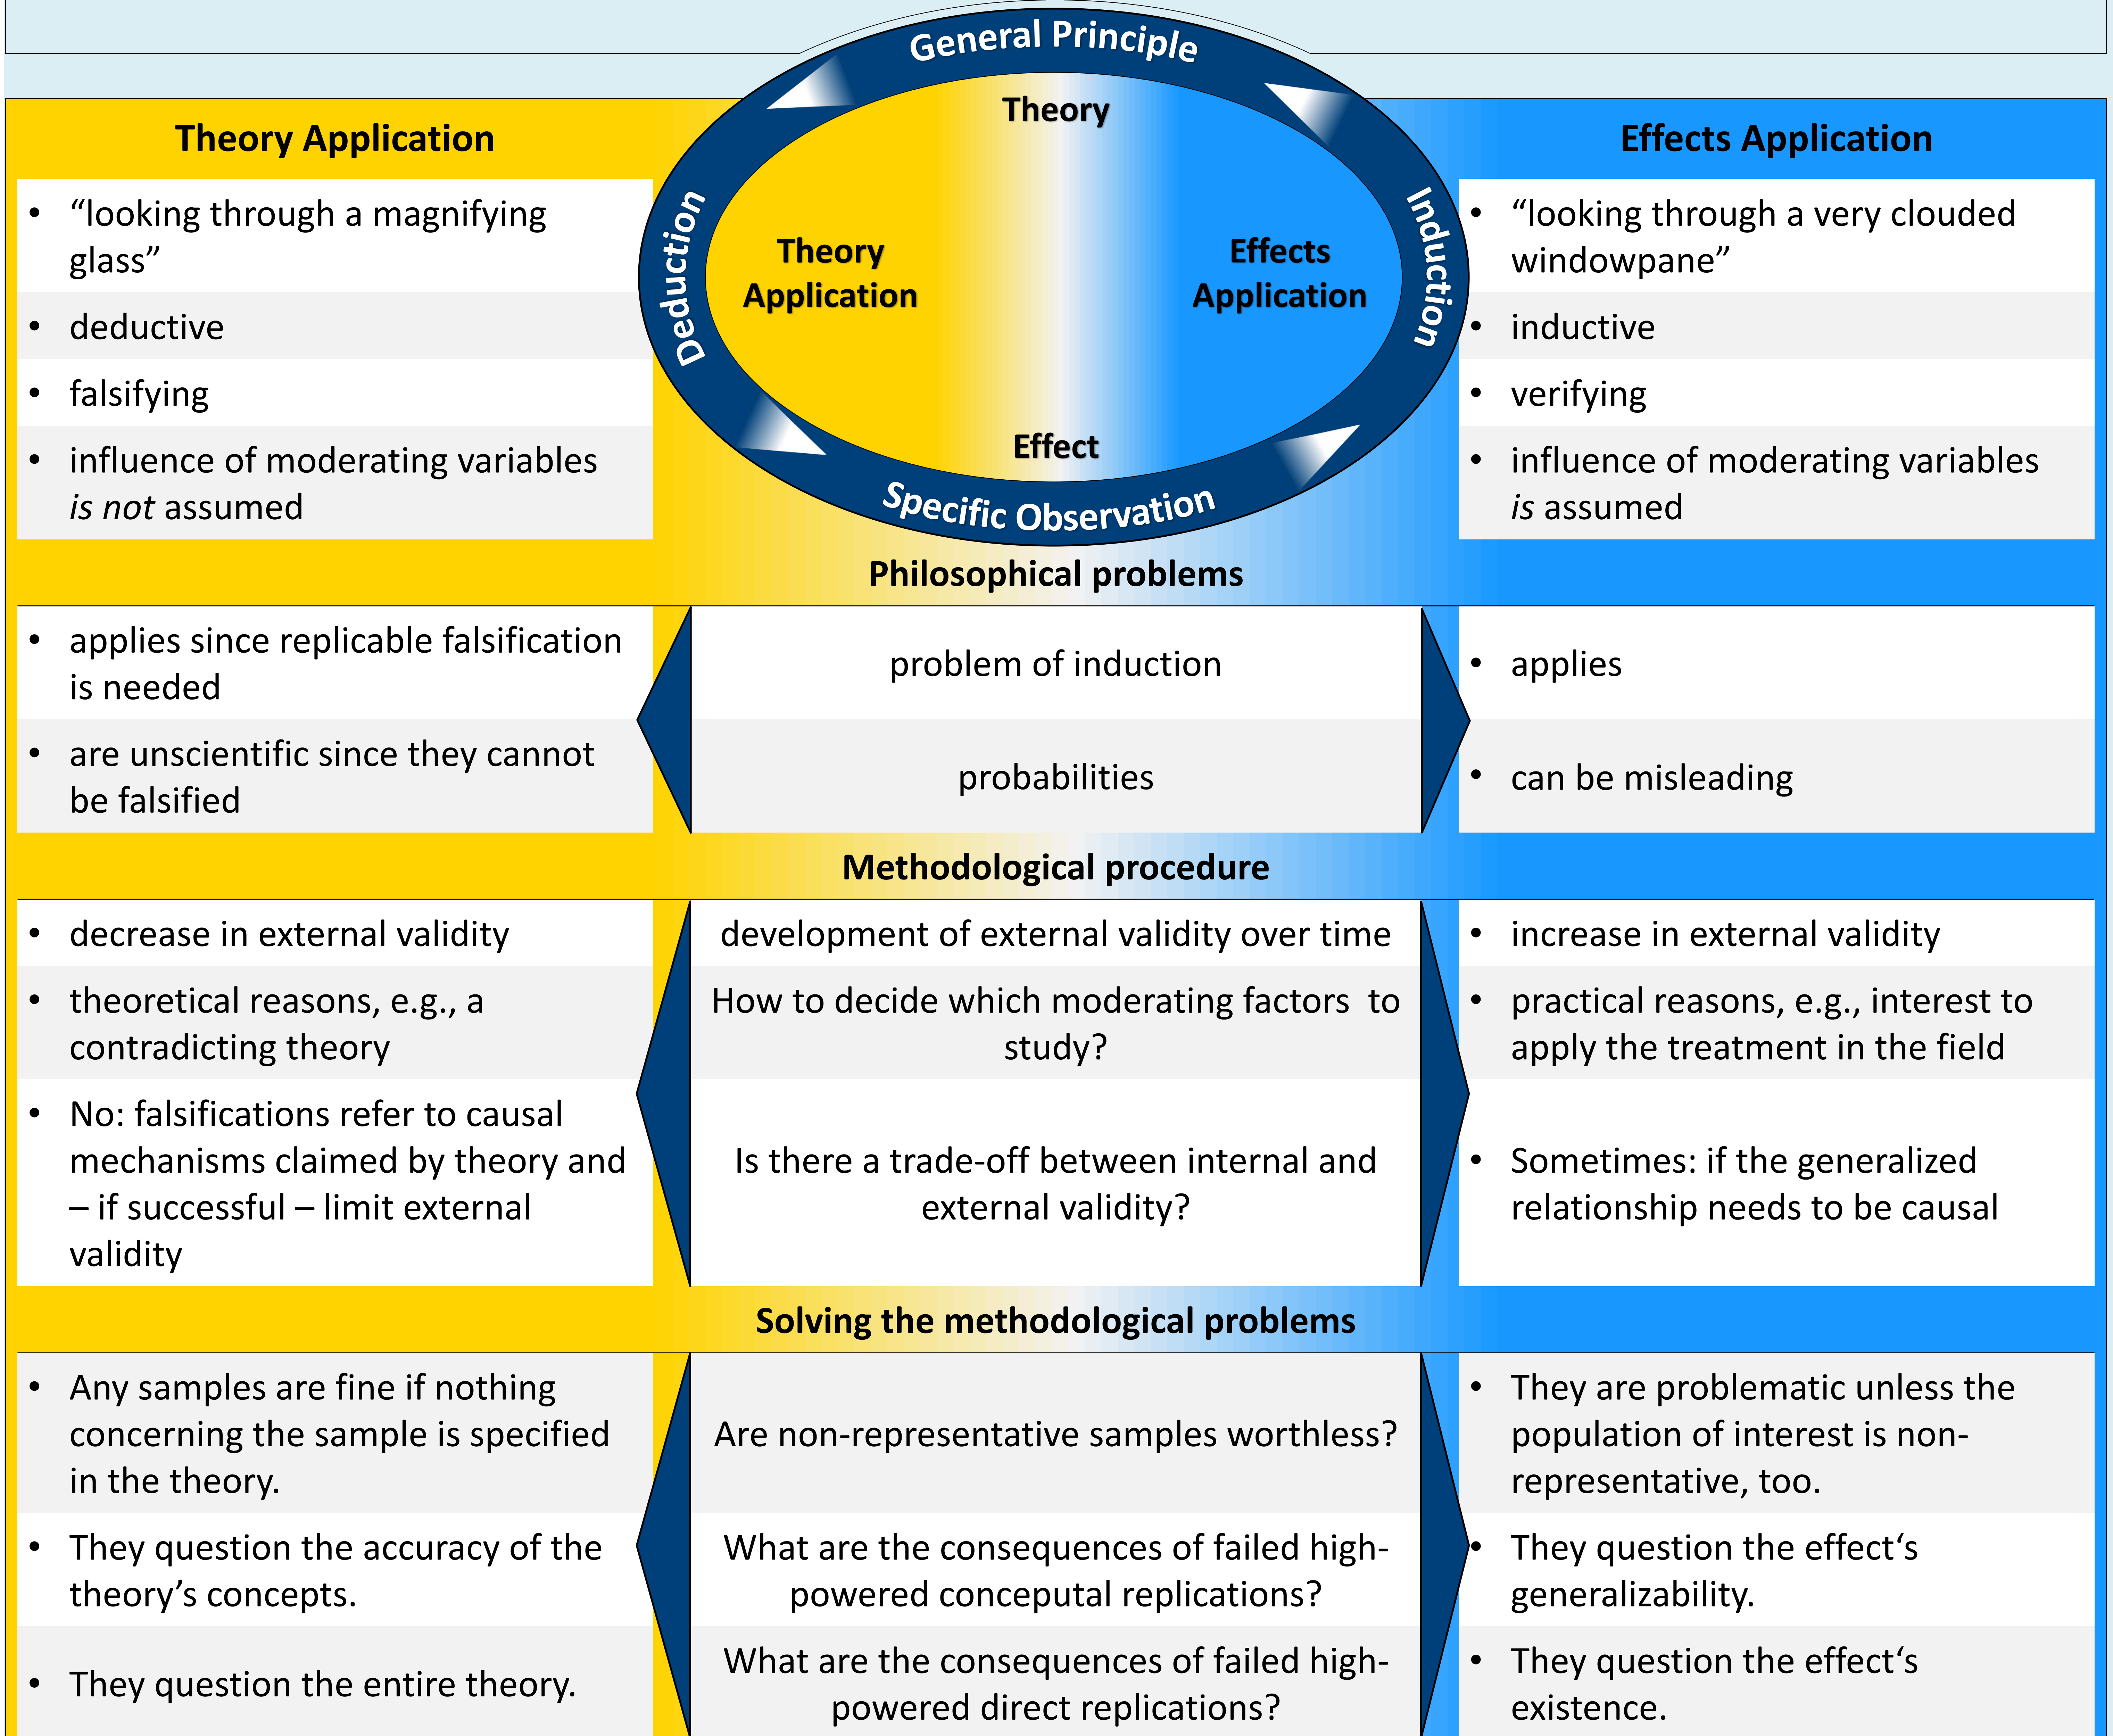 General Principle
Theory
Deduction
Theory
Application
Effects
Application
Induction
Effect
Specific Observation
Theory Application
• “looking through a magnifying
glass”
• deductive
• falsifying
• influence of moderating variables
is not assumed
Effects Application
• “looking through a very clouded
windowpane”
• inductive
• verifying
• influence of moderating variables
is assumed
Philosophical problems
• applies since replicable falsification
is needed
problem of induction
• applies
• are unscientific since they cannot
be falsified
probabilities
• can be misleading
Methodological procedure
• decrease in external validity
development of external validity over time
• increase in external validity
• theoretical reasons, e.g., a
contradicting theory
How to decide which moderating factors to
study?
• practical reasons, e.g., interest to
apply the treatment in the field
• No: falsifications refer to causal
mechanisms claimed by theory and
– if successful – limit external
validity
Is there a trade-off between internal and
external validity?
• Sometimes: if the generalized
relationship needs to be causal
Solving the methodological problems
• Any samples are fine if nothing
concerning the sample is specified
in the theory.
Are non-representative samples worthless?
• They are problematic unless the
population of interest is non-
representative, too.
• They question the accuracy of the
theory’s concepts.
What are the consequences of failed high-
powered conceputal replications?
• They question the effect‘s
generalizability.
• They question the entire theory.
What are the consequences of failed high-
powered direct replications?
• They question the effect‘s
existence.